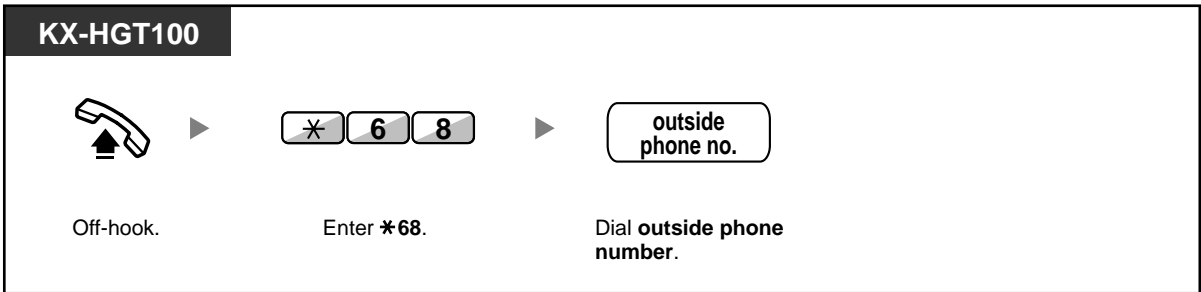 KX-HGT100
* 6 8
outside
phone no.
Off-hook.
Enter *68.
Dial outside phone
number.